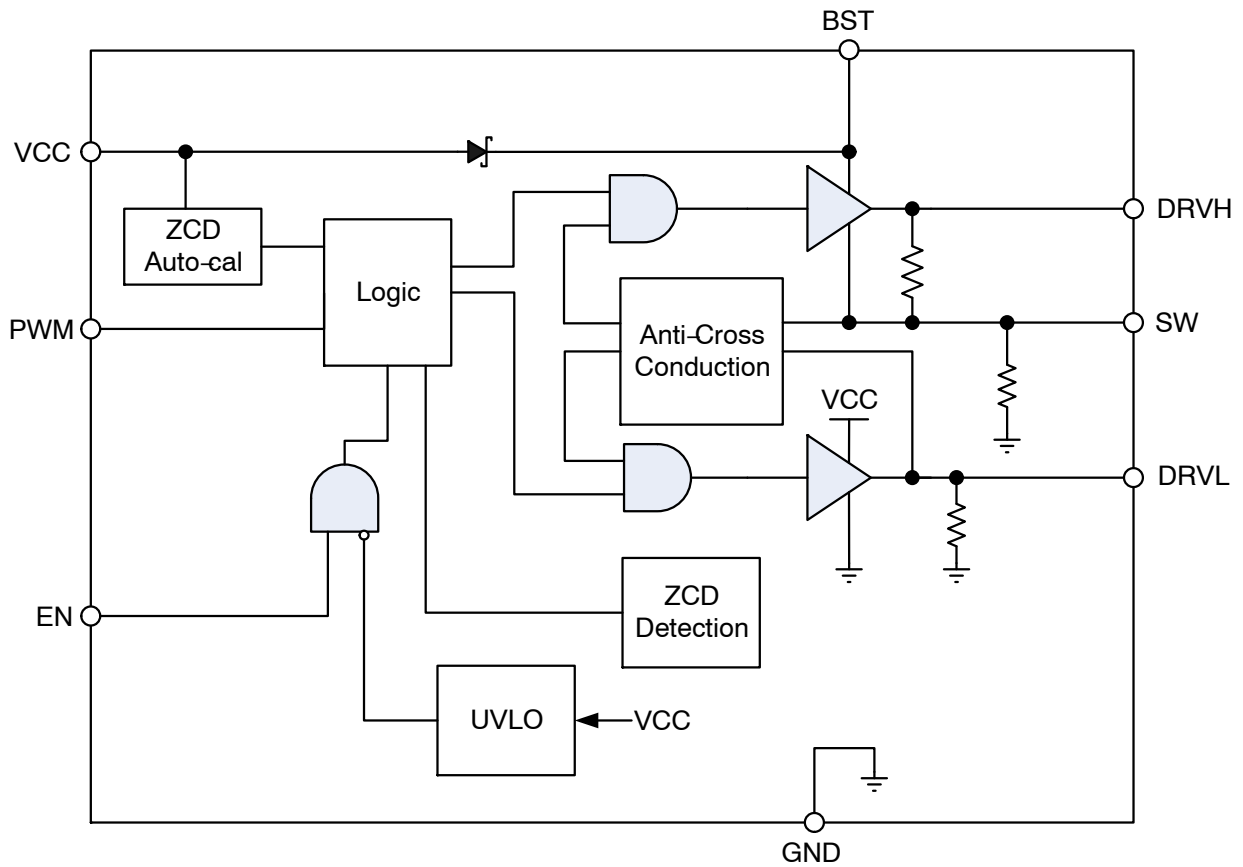 BST
VCC
DRVH
ZCD
Auto-cal
Logic
PWM
SW
Anti-Cross
Conduction
VCC
DRVL
EN
ZCD
Detection
UVLO
VCC
GND